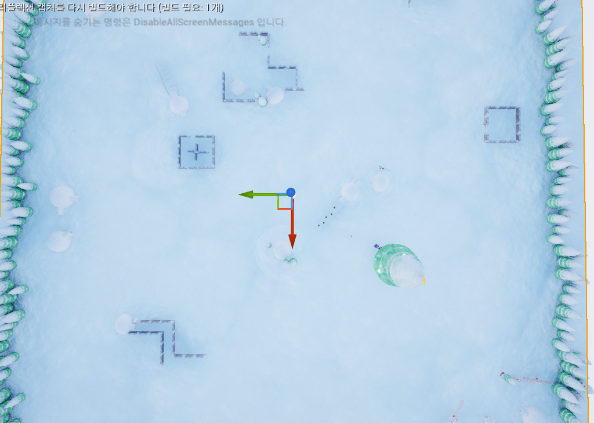 리플렉션 캡처를 다시 빌드해야 합니다 (빌드 필요: 1개)
메시지를 숨기는 명령은 DisableAllScreenMessages 입니다